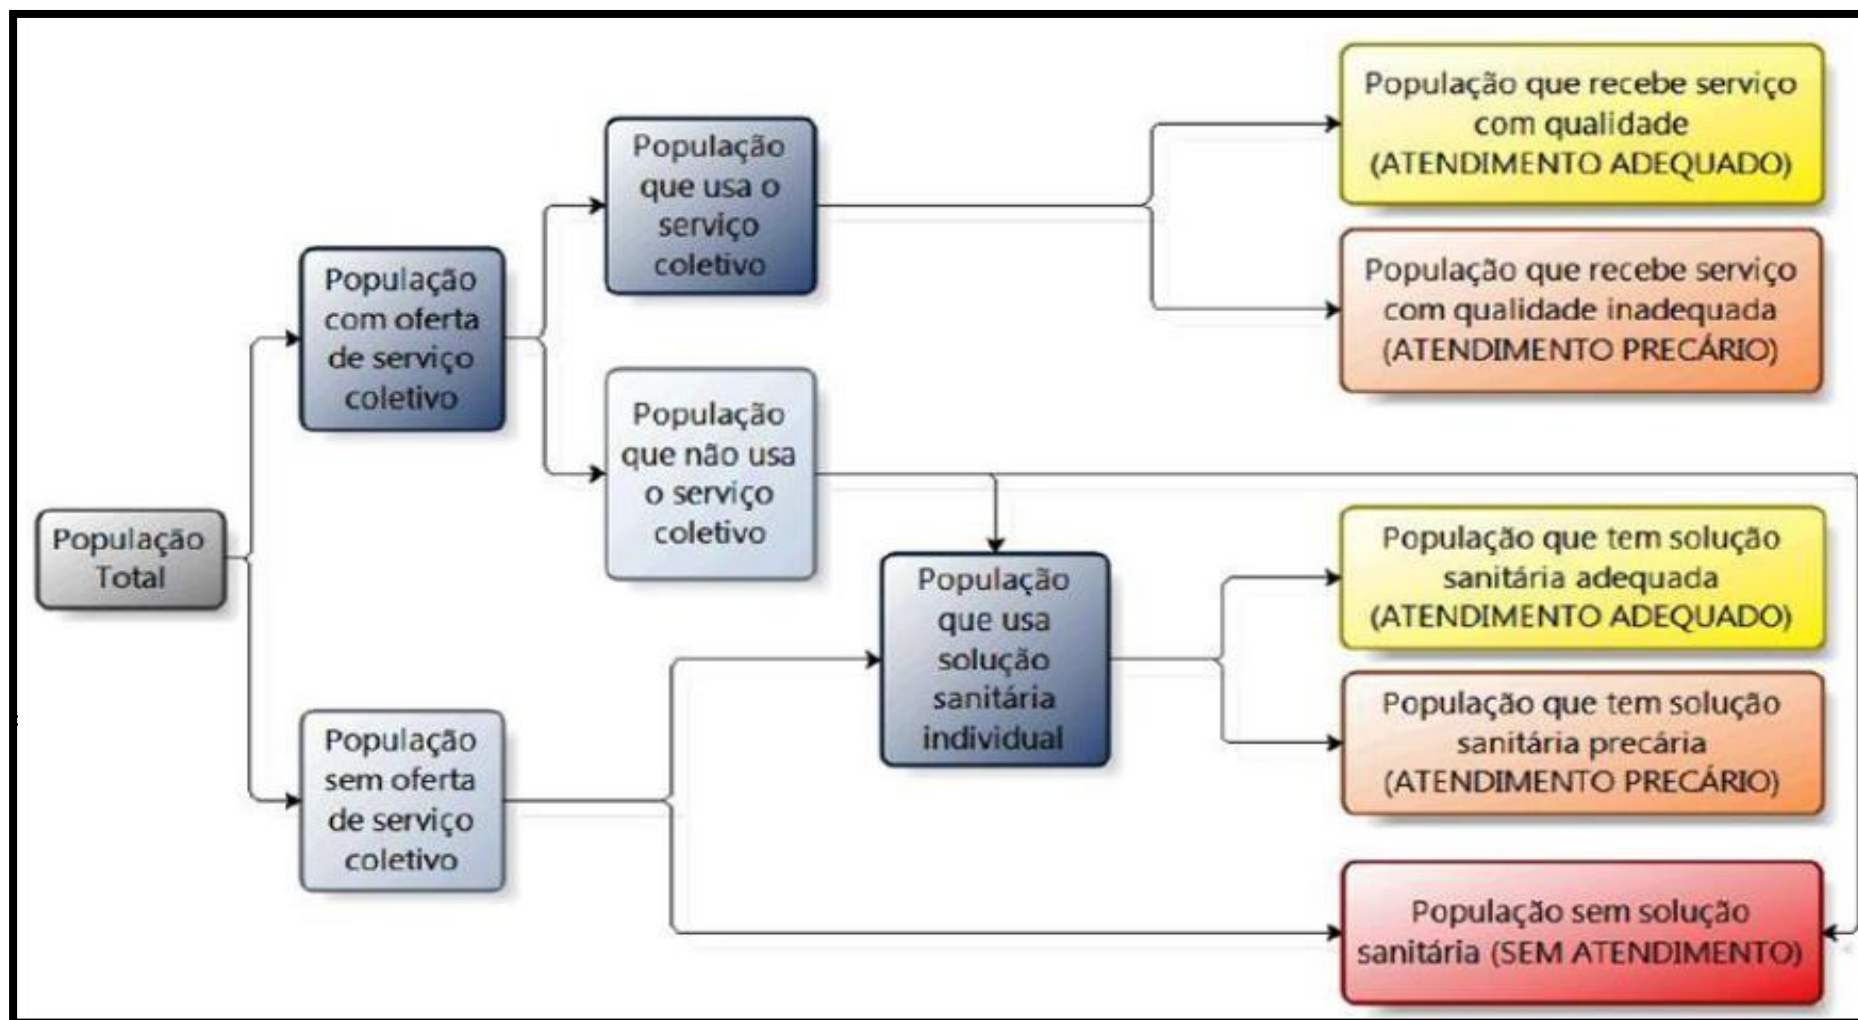 População que recebe serviço
com qualidade
(ATENDIMENTO ADEQUADO)
População
que usa o
serviço
coletivo
População que recebe serviço
com qualidade inadequada
(ATENDIMENTO PRECÁRIO)
População
com oferta
de serviço
coletivo
População
que não usa
o serviço
coletivo
População
Total
População que tem solução
sanitária adequada
(ATENDIMENTO ADEQUADO)
População
que usa
solução
sanitária
individual
População que tem solução
sanitária precária
(ATENDIMENTO PRECÁRIO)
População
sem oferta
de serviço
coletivo
População sem solução
sanitária (SEM ATENDIMENTO)